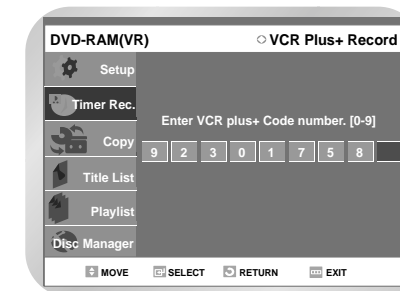 DVD-RAM(VR) VCR Plus+ Record
Setup
Timer Rec.
Enter VCR plus+ Code number. [0-9]
Copy
9 2 3 0 1 7 5 8
Title List
Playlist
Disc Manager
MOVE SELECT RETURN EXIT